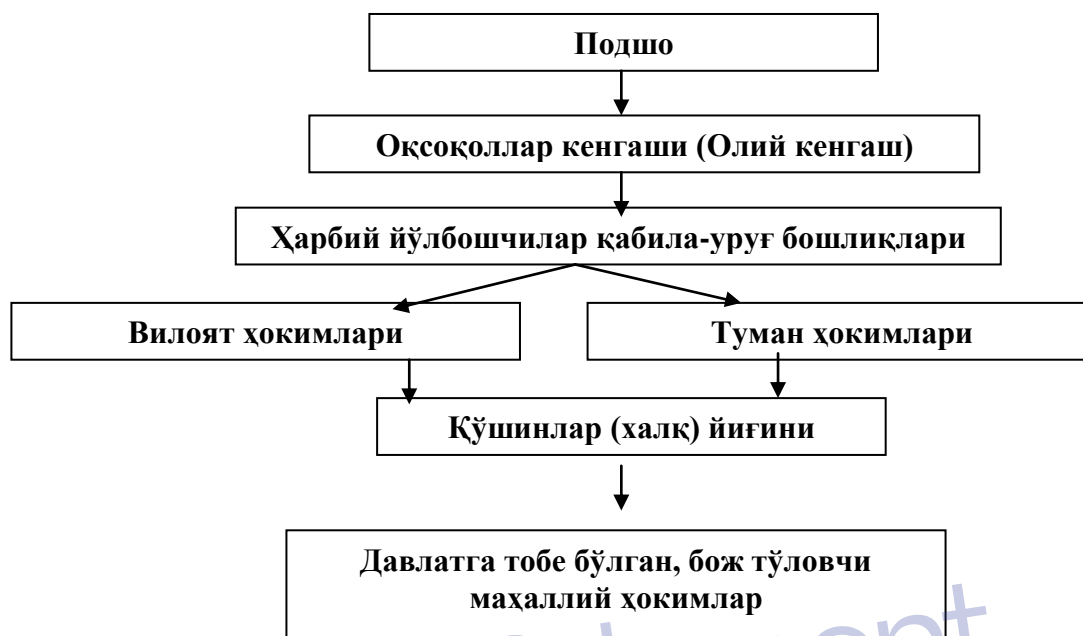 Подшо
Оқсоқоллар кенгаши (Олий кенгаш)
Ҳарбий йўлбошчилар қабила-уруғ бошлиқлари
Вилоят ҳокимлари
Туман ҳокимлари
Қўшинлар (халқ) йиғини
Давлатга тобе бўлган, бож тўловчи
маҳаллий ҳокимлар